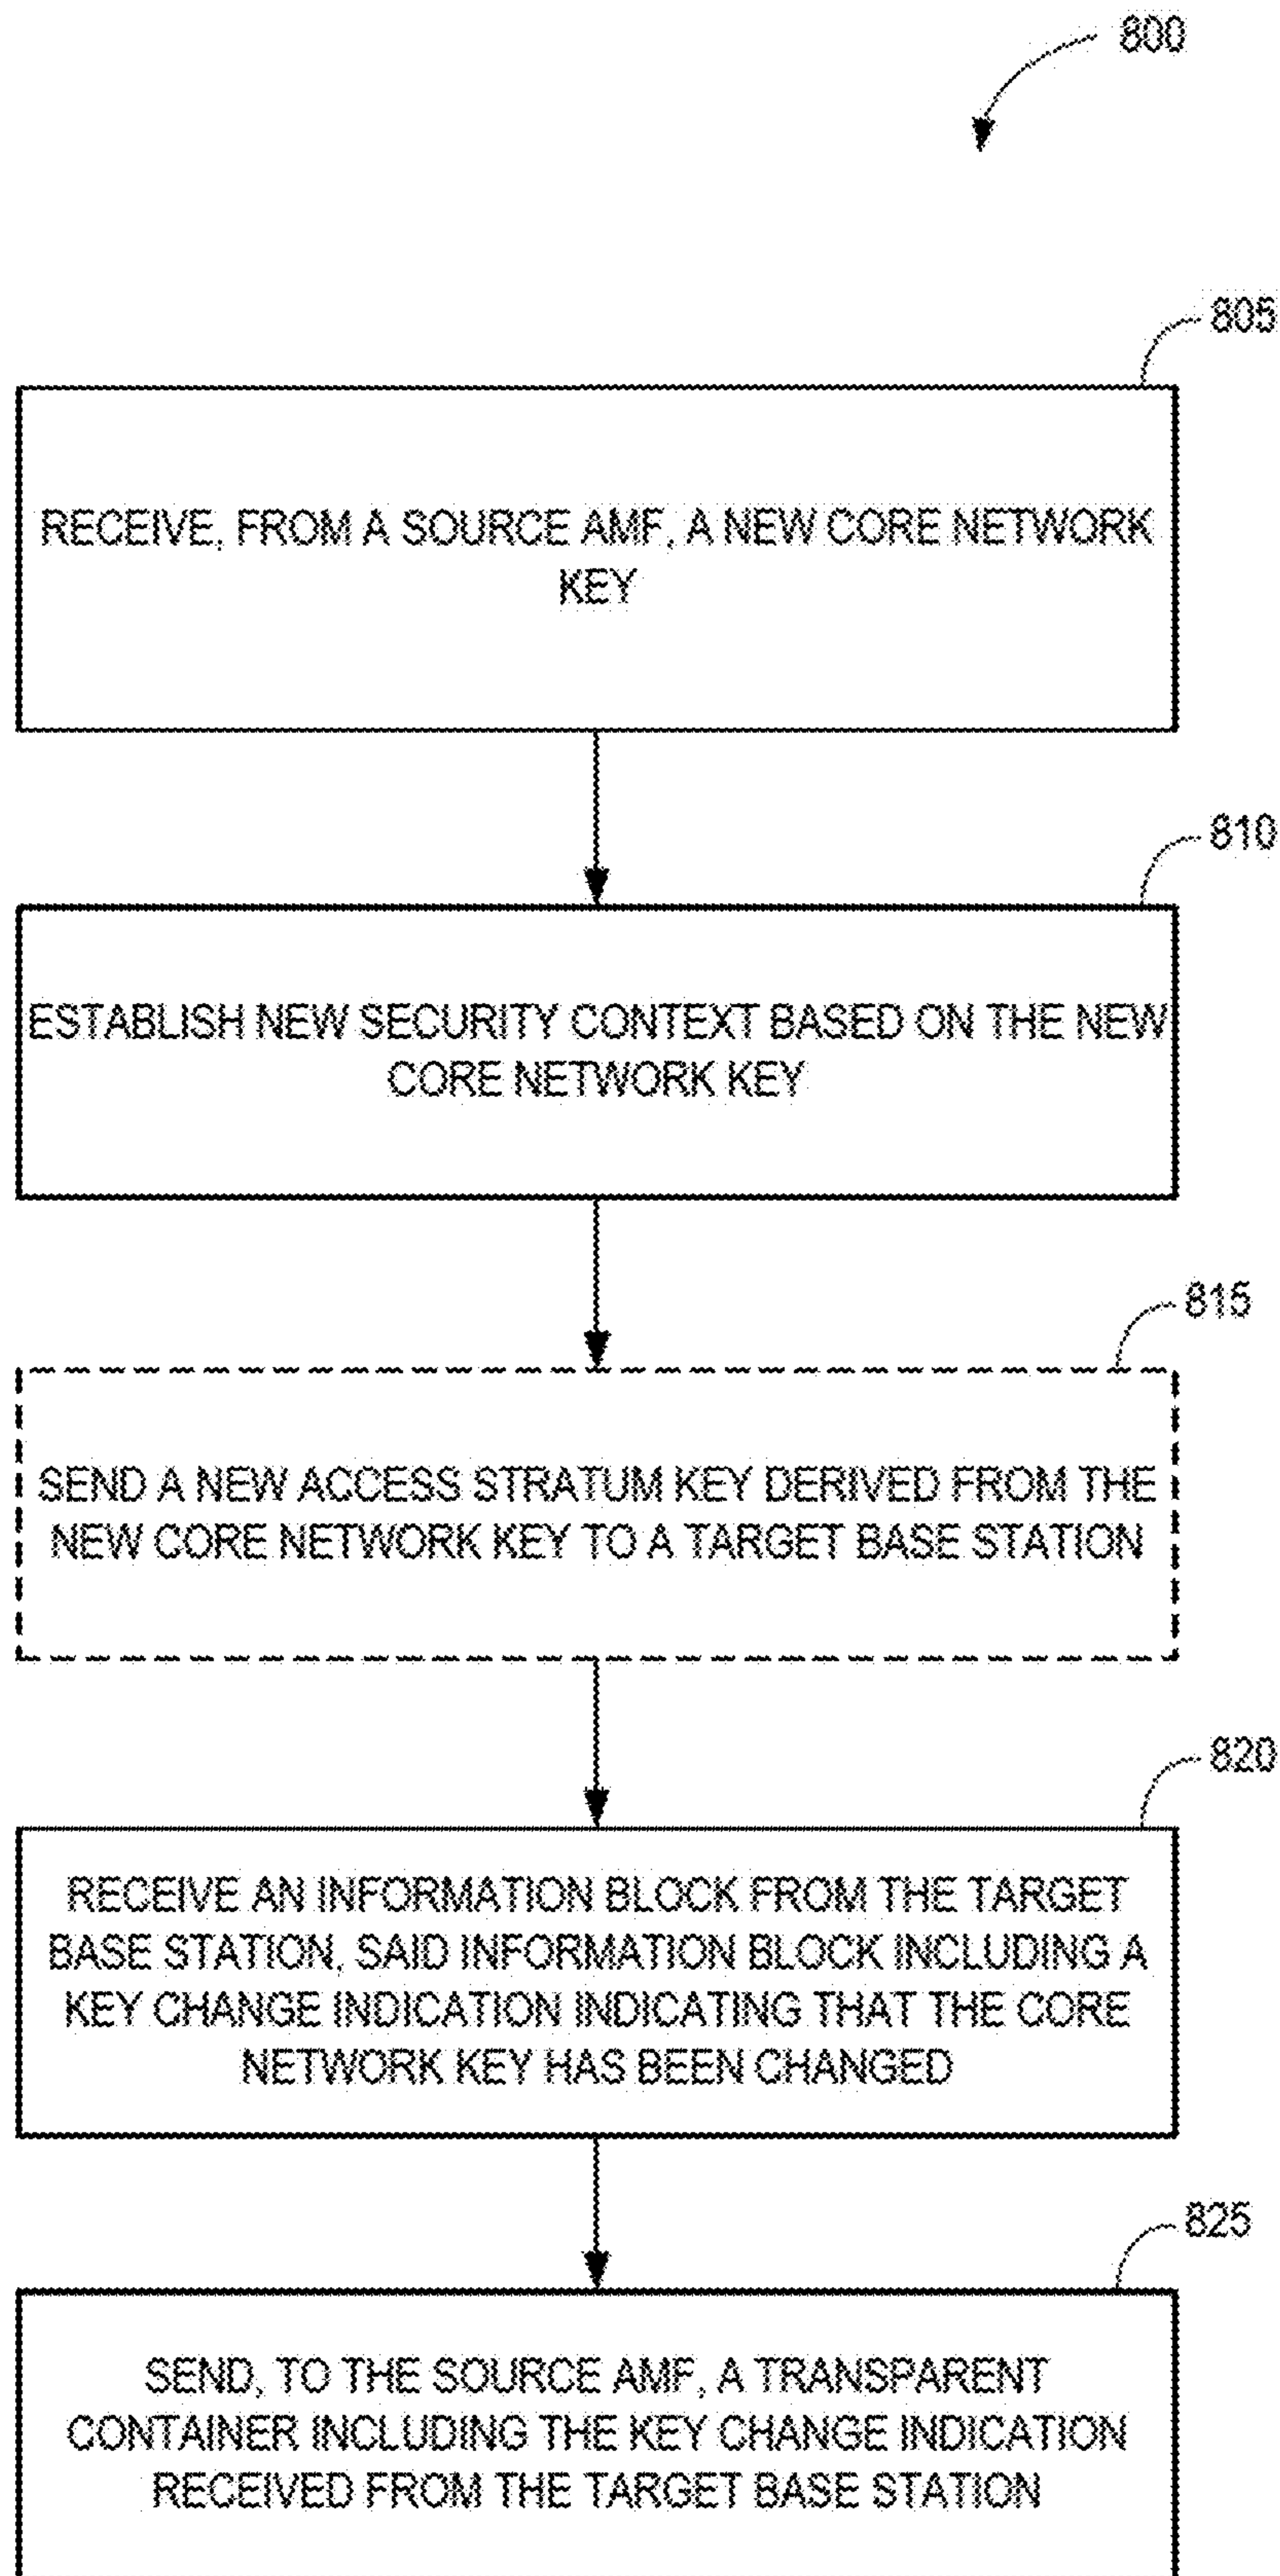 800
805
RECEIVE, FROM A SOURCE AMF, A NEW CORE NETWORK
KEY
810
ESTABLISH NEW SECURITY CONTEXT BASED ON THE NEW
CORE NETWORK KEY
815
SEND A NEW ACCESS STRATUM KEY DERIVED FROM THE
NEW CORE NETWORK KEY TO A TARGET BASE STATION
820
RECEIVE AN INFORMATION BLOCK FROM THE TARGET
BASE STATION, SAID INFORMATION BLOCK INCLUDING A
KEY CHANGE INDICATION INDICATING THAT THE CORE
NETWORK KEY HAS BEEN CHANGED
825
SEND, TO THE SOURCE AMF, A TRANSPARENT
CONTAINER INCLUDING THE KEY CHANGE INDICATION
RECEIVED FROM THE TARGET BASE STATION